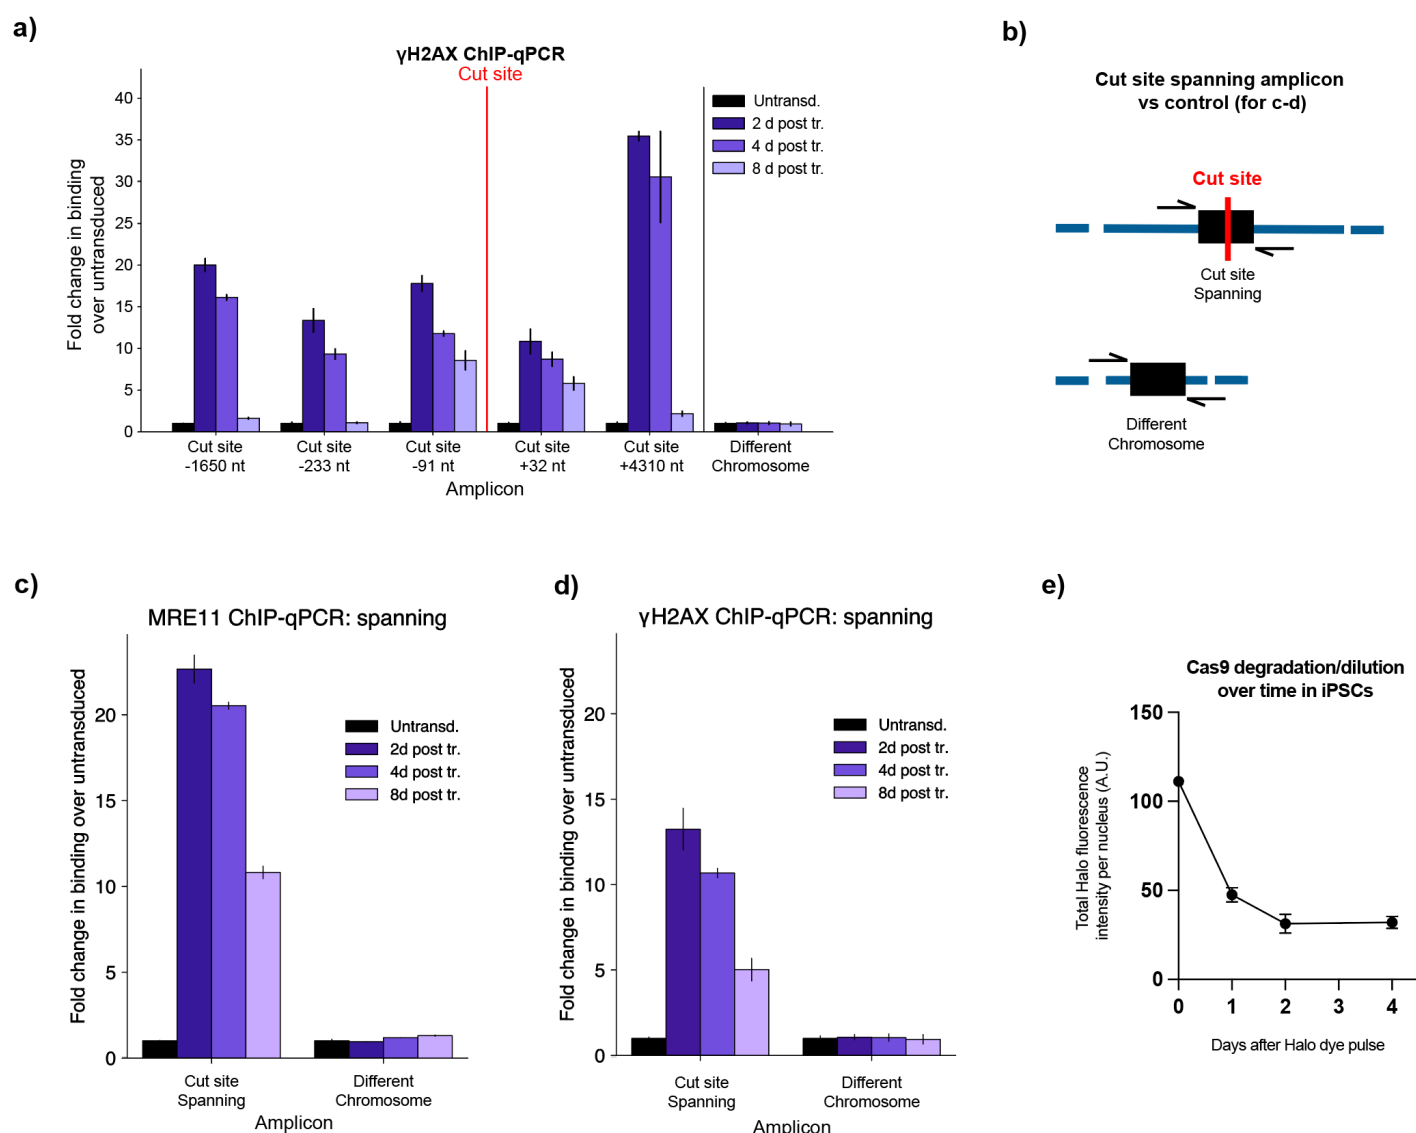 a)
γH2AX ChIP-qPCR
Cut site
Fold change in binding
over untransduced
40
35
30
25
20
15
10
5
0
Untransd.
2 d post tr.
4 d post tr.
8 d post tr.
Cut site
-1650 nt
Cut site
-233 nt
Cut site
-91 nt
Cut site
+32 nt
Cut site
+4310 nt
Different
Chromosome
Amplicon
b)
Cut site spanning amplicon
vs control (for c-d)
Cut site
Cut site
Spanning
Different
Chromosome
c)
MRE11 ChIP-qPCR: spanning
Fold change in binding over untransduced
20
15
10
5
0
Untransd.
2d post tr.
4d post tr.
8d post tr.
Cut site
Spanning
Different
Chromosome
Amplicon
d)
γH2AX ChIP-qPCR: spanning
Fold change in binding over untransduced
20
15
10
5
0
Untransd.
2d post tr.
4d post tr.
8d post tr.
Cut site
Spanning
Different
Chromosome
Amplicon
e)
Cas9 degradation/dilution
over time in iPSCs
Total Halo fluorescence
intensity per nucleus (A.U.)
150
100
50
0
0 1 2 3 4
Days after Halo dye pulse